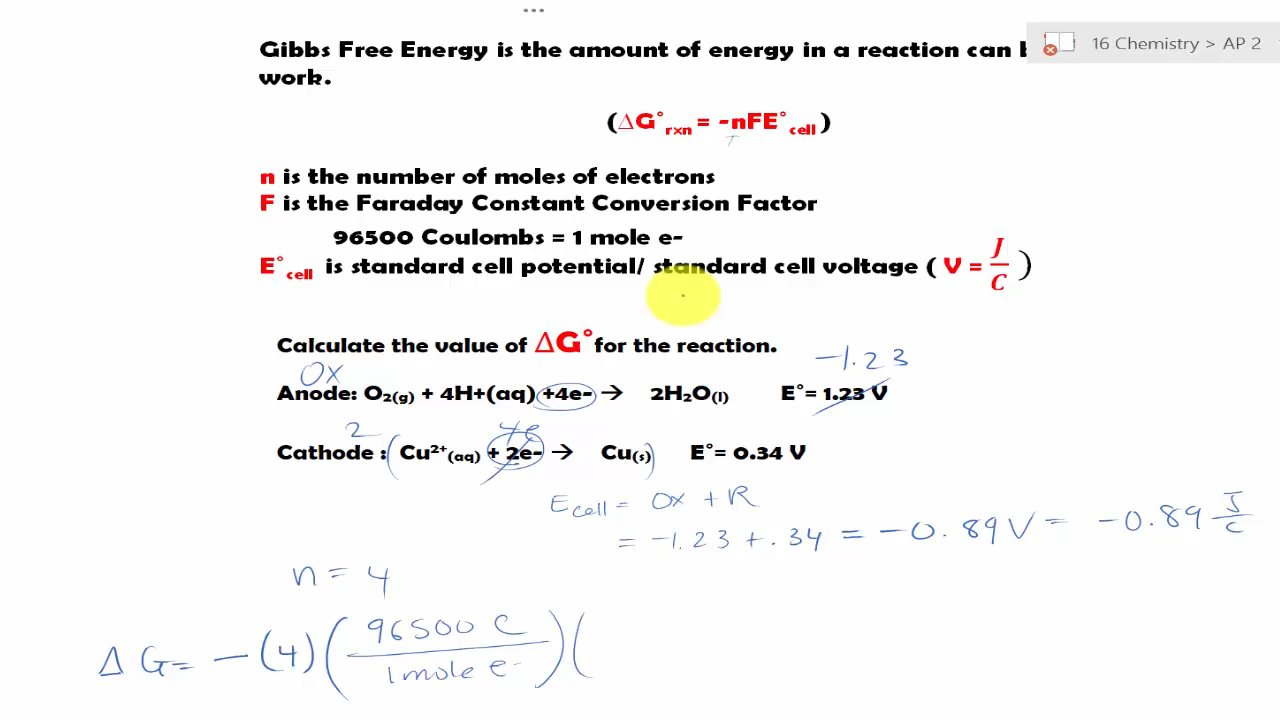 16 Chemistry > AP 2
Gibbs Free Energy is the amount of energy in a reaction can
work.
(ΔG°rxn = -nFE°cell)
n is the number of moles of electrons
F is the Faraday Constant Conversion Factor
96500 Coulombs = 1 mole e-
E°cell is standard cell potential/ standard cell voltage ( V = J/C )
Calculate the value of ΔG° for the reaction.
-1.23
Ox
Anode: O₂(g) + 4H+(aq) +4e- → 2H₂O(l) E°= 1.23 V
2 4e
Cathode : ( Cu²⁺(aq) + 2e- → Cu(s) ) E°= 0.34 V
Ecell = Ox + R
= -1.23 + .34 = -0.89V = -0.89 J/C
n = 4
ΔG = -(4)(96500 C / 1mole e-)(